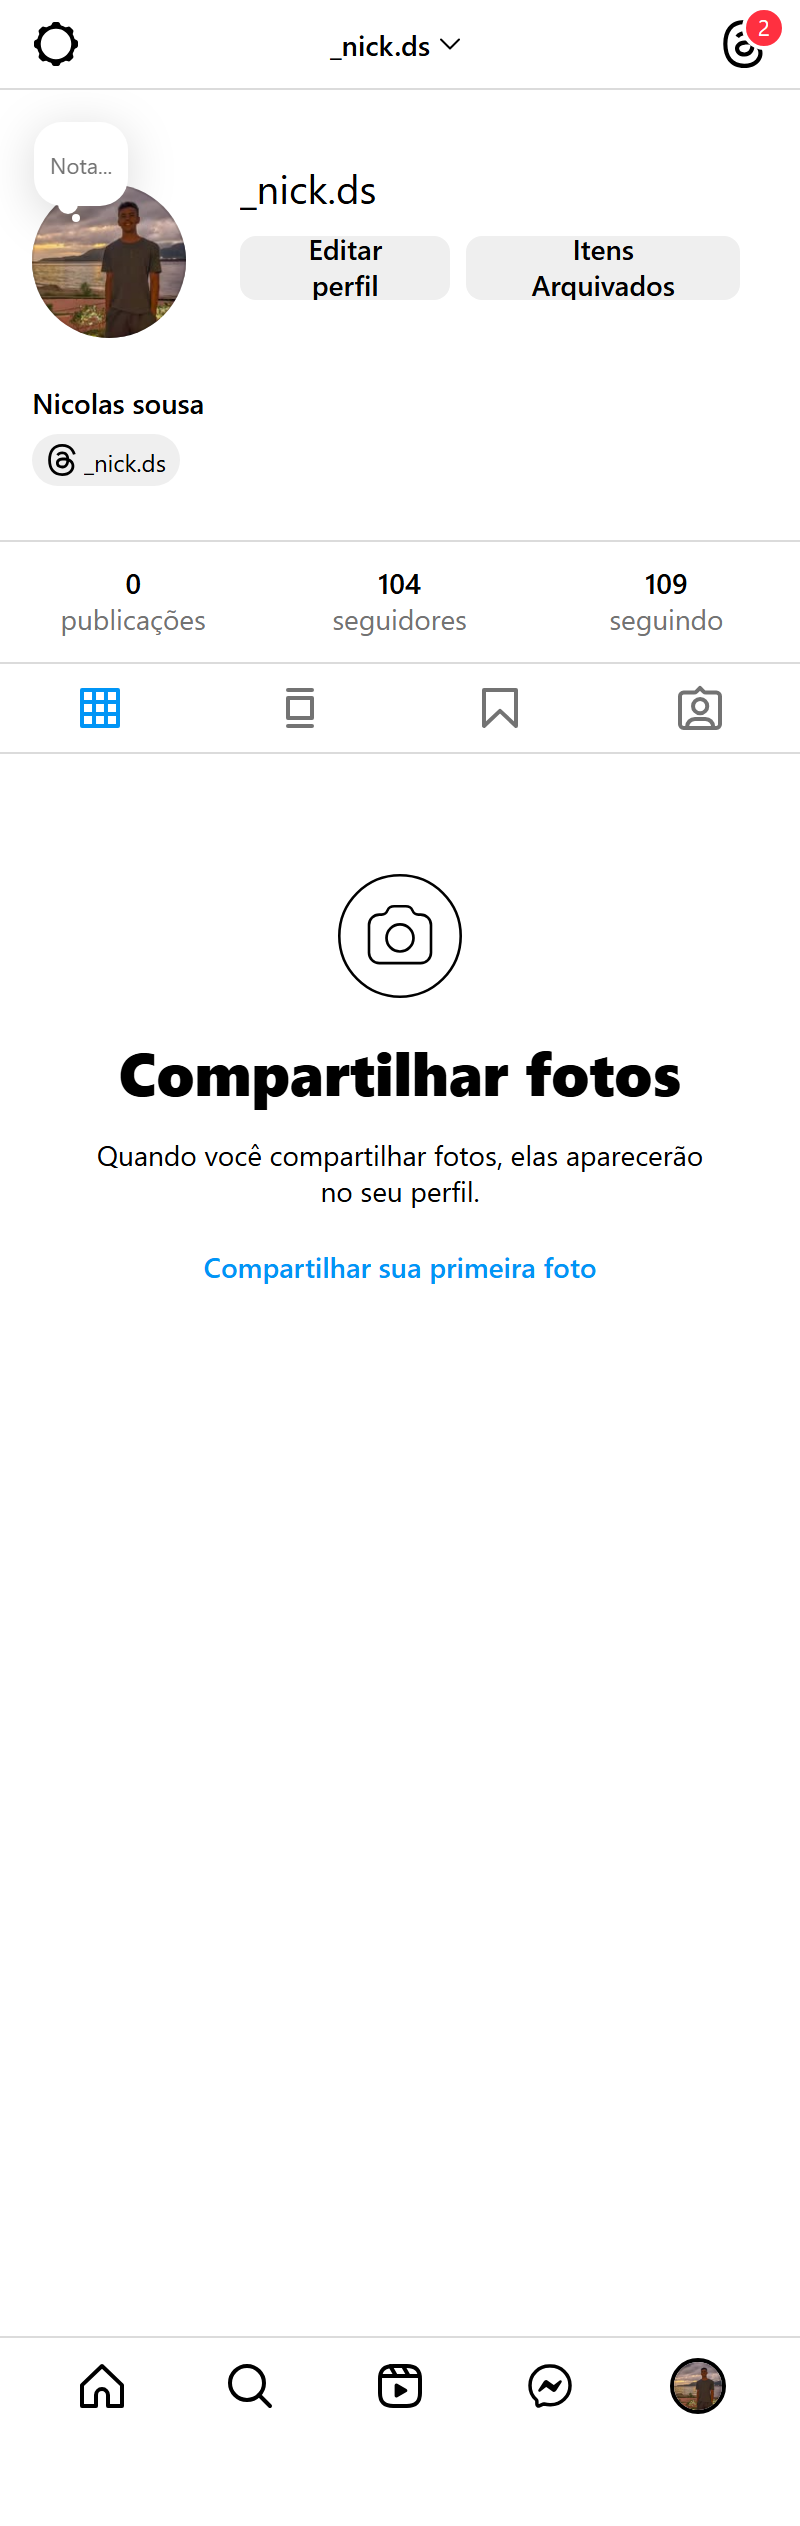 _nick.ds
2
Nota...
_nick.ds
Editar
perfil
Itens
Arquivados
Nicolas sousa
_nick.ds
0
publicações
104
seguidores
109
seguindo
Compartilhar fotos
Quando você compartilhar fotos, elas aparecerão
no seu perfil.
Compartilhar sua primeira foto